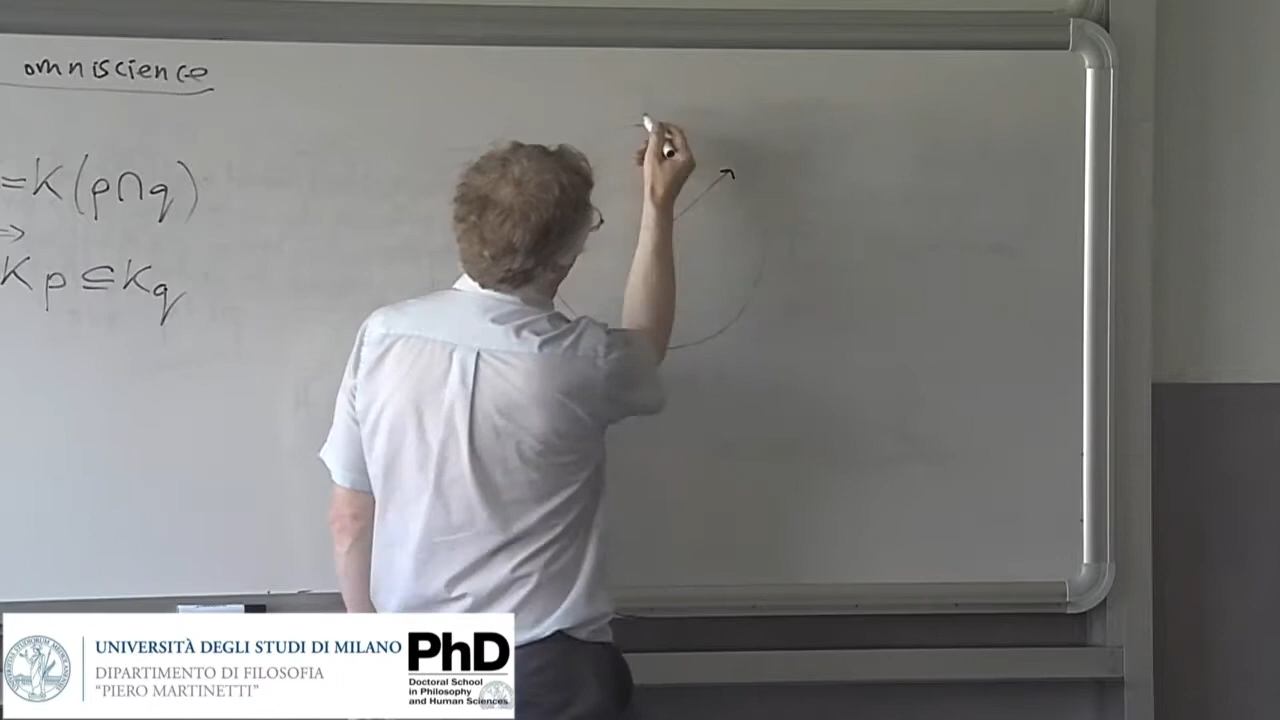 omniscience
=K(p∩q)
⇒
Kp⊆Kq
UNIVERSITÀ DEGLI STUDI DI MILANO
DIPARTIMENTO DI FILOSOFIA
"PIERO MARTINETTI"
PhD
Doctoral School
in Philosophy
and Human Sciences